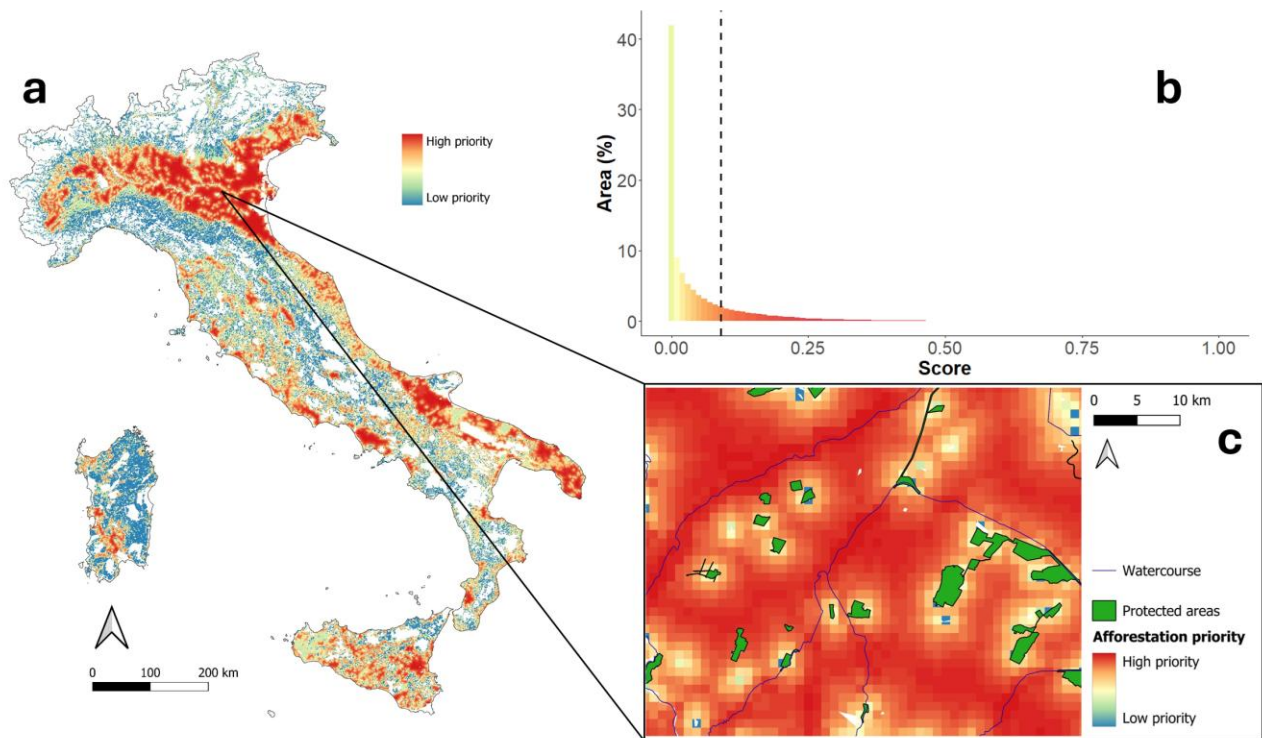 a
High priority
Low priority
0 100 200 km
b
Area (%)
40
30
20
10
0
0.00 0.25 0.50 0.75 1.00
Score
c
0 5 10 km
Watercourse
Protected areas
Afforestation priority
High priority
Low priority